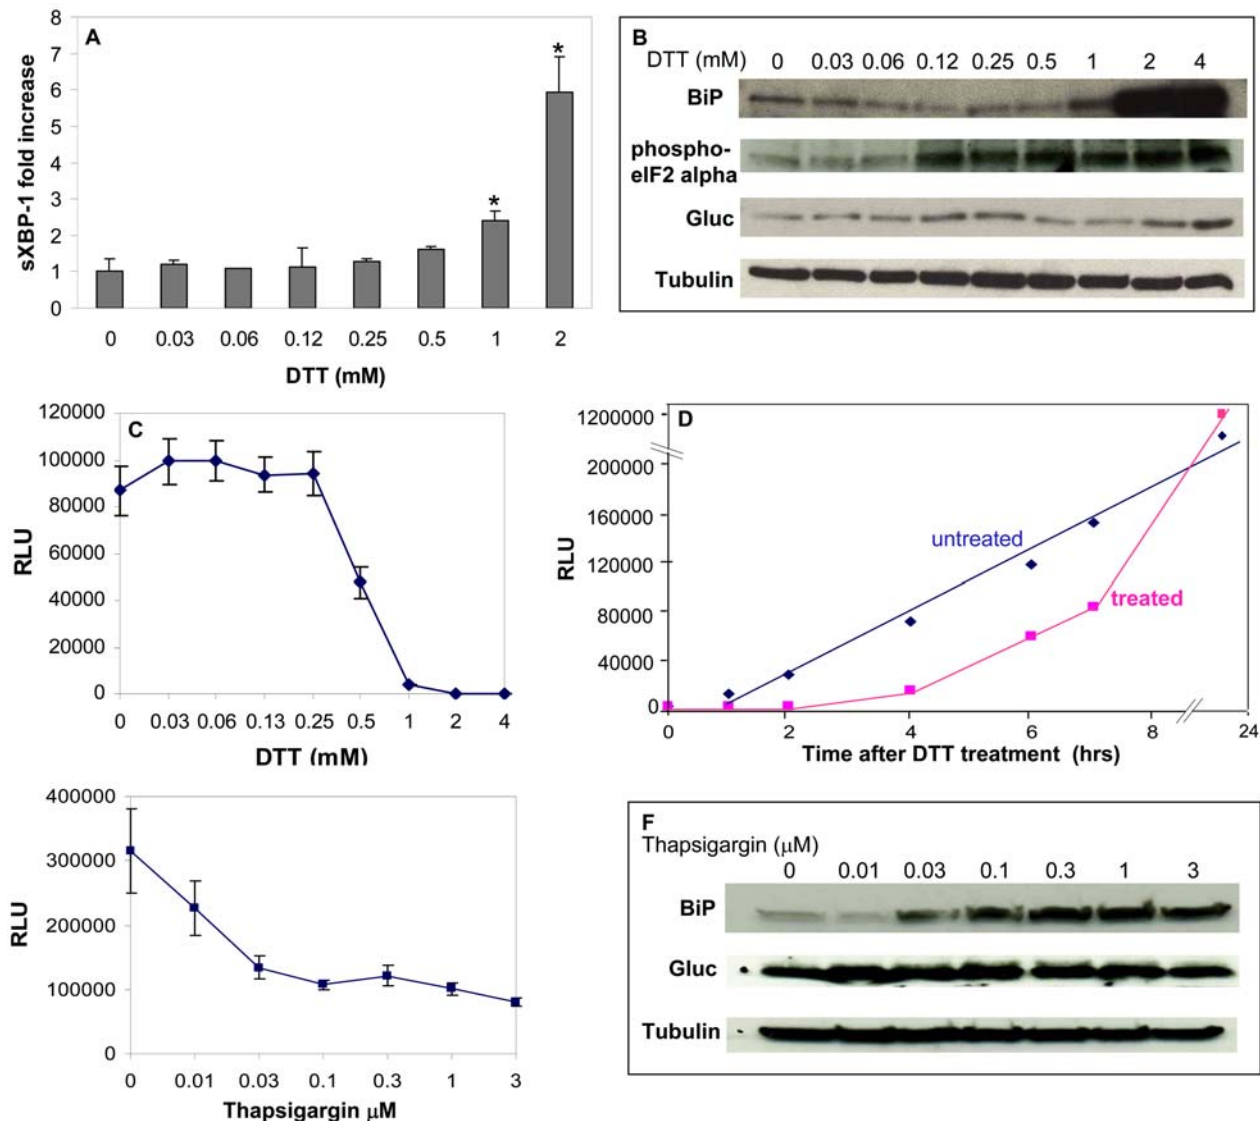 A
8
7
6
5
4
3
2
1
0
sXBP-1 fold increase
* *
0 0.03 0.06 0.12 0.25 0.5 1 2
DTT (mM)
B
DTT (mM) 0 0.03 0.06 0.12 0.25 0.5 1 2 4
BiP
phospho-
eIF2 alpha
Gluc
Tubulin
C
120000
100000
80000
60000
40000
20000
0
RLU
0 0.03 0.06 0.13 0.25 0.5 1 2 4
DTT (mM)
D
1200000
200000
160000
120000
80000
40000
0
RLU
untreated
treated
0 2 4 6 8 24
Time after DTT treatment (hrs)
400000
300000
200000
100000
0
RLU
0 0.01 0.03 0.1 0.3 1 3
Thapsigargin μM
F
Thapsigargin (μM)
0 0.01 0.03 0.1 0.3 1 3
BiP
Gluc
Tubulin